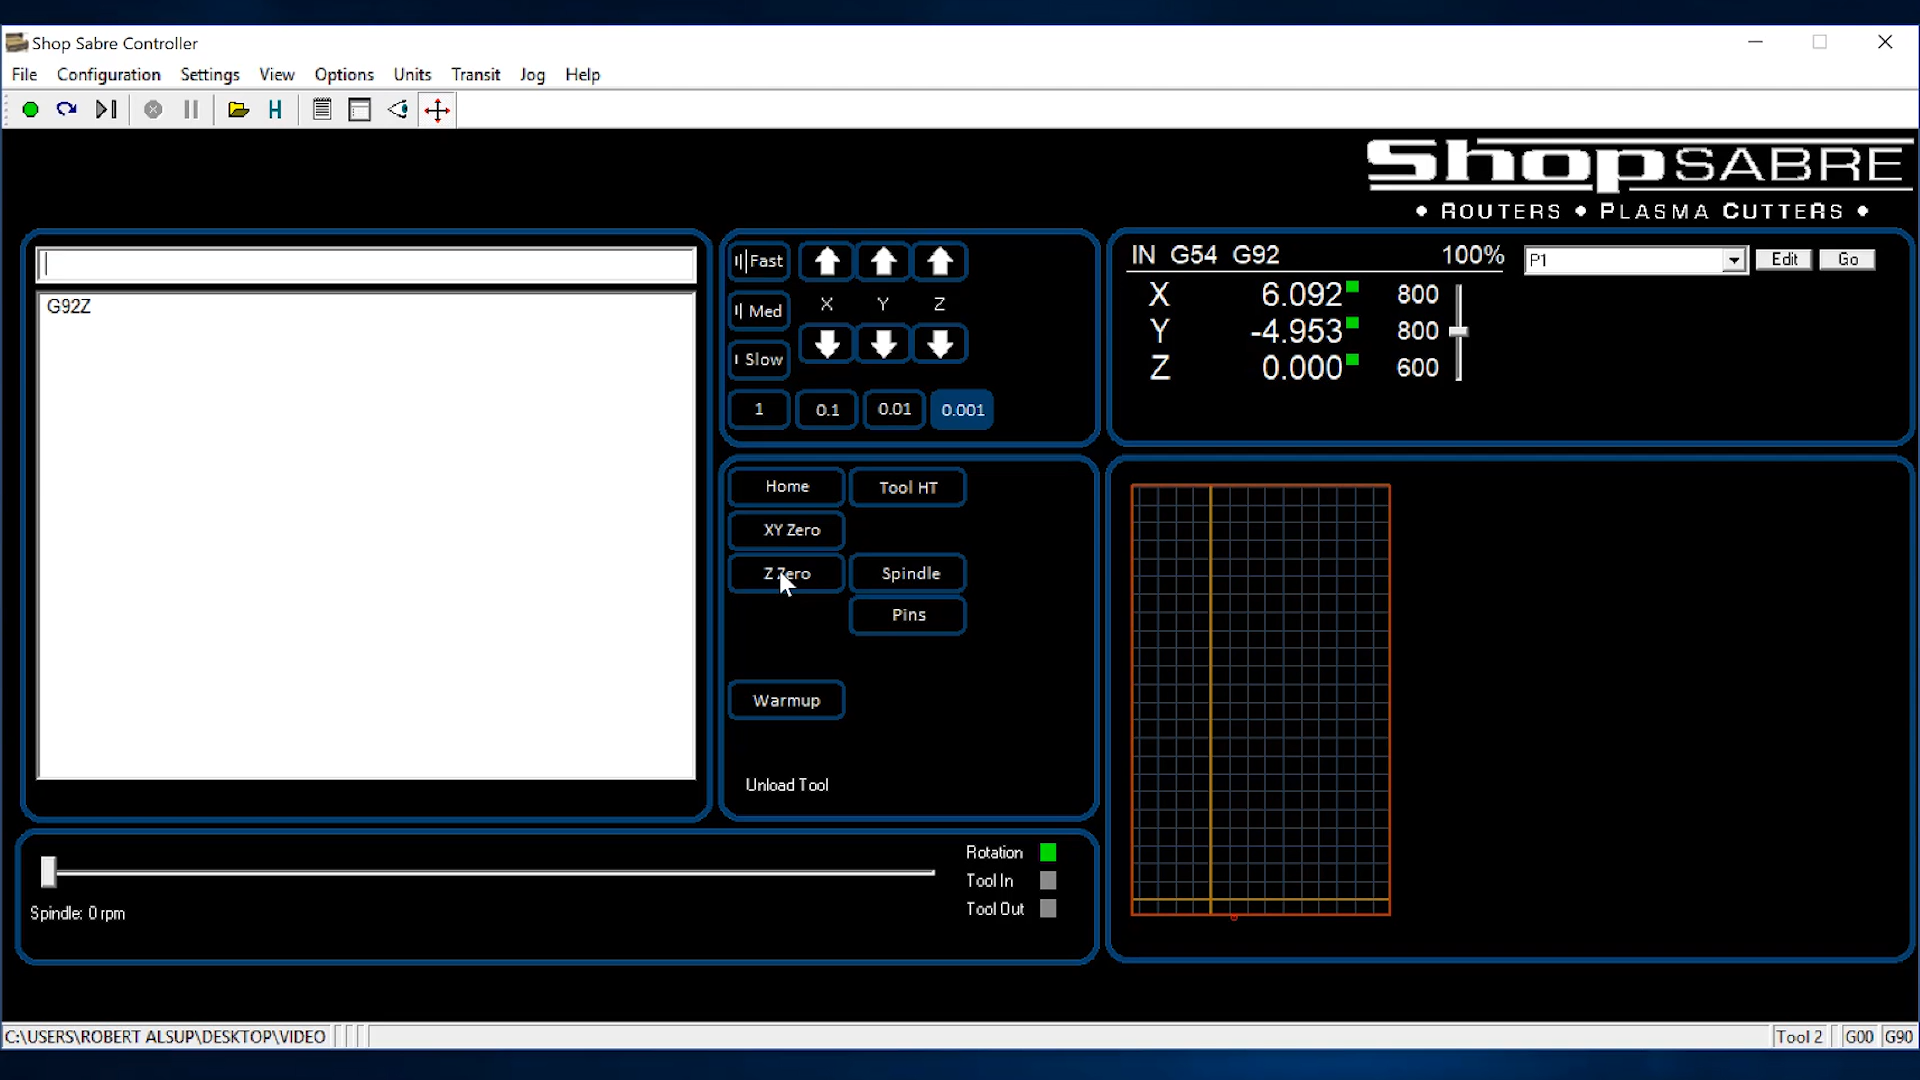 Shop Sabre Controller
File Configuration Settings View Options Units Transit Jog Help
H
Shop SABRE
• ROUTERS • PLASMA CUTTERS •
G92Z
Fast
Med
Slow
X Y Z
1 0.1 0.01 0.001
IN G54 G92 100%
X 6.092 800
Y -4.953 800
Z 0.000 600
P1 Edit Go
Home Tool HT
XY Zero
Z Zero Spindle
Pins
Warmup
Unload Tool
Rotation
Tool In
Tool Out
Spindle: 0 rpm
C:\USERS\ROBERT ALSUP\DESKTOP\VIDEO Tool 2 G00 G90